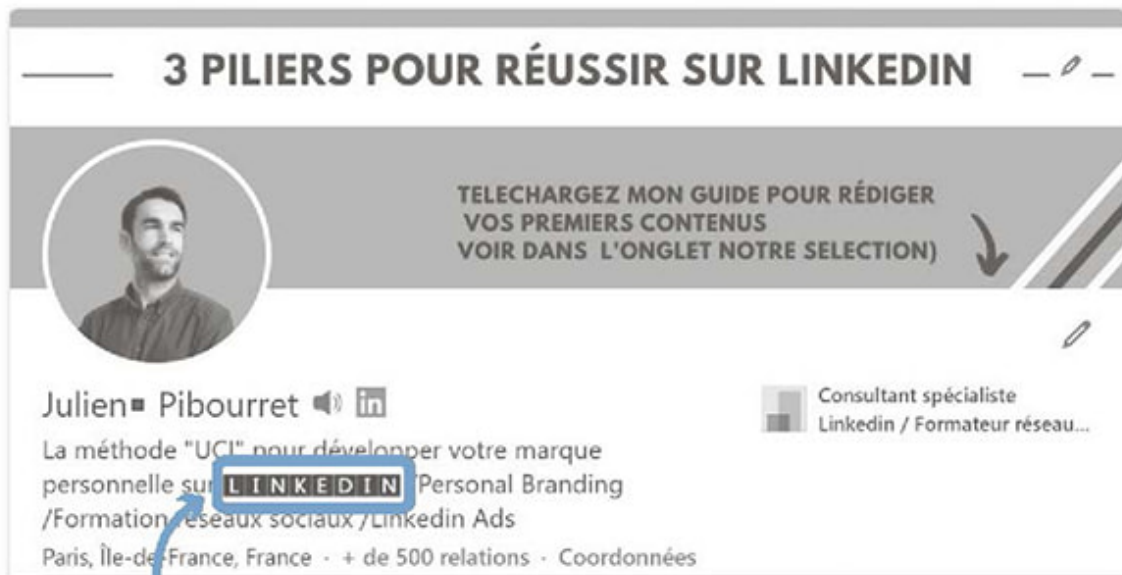 3 PILIERS POUR RÉUSSIR SUR LINKEDIN
TELECHARGEZ MON GUIDE POUR RÉDIGER
VOS PREMIERS CONTENUS
VOIR DANS L'ONGLET NOTRE SELECTION)
Julien Pibourret in
Consultant spécialiste
Linkedin / Formateur réseau...
La méthode "UCI" pour développer votre marque
personnelle sur LINKEDIN /Personal Branding
/Formation réseaux sociaux /Linkedin Ads
Paris, Île-de-France, France · + de 500 relations · Coordonnées